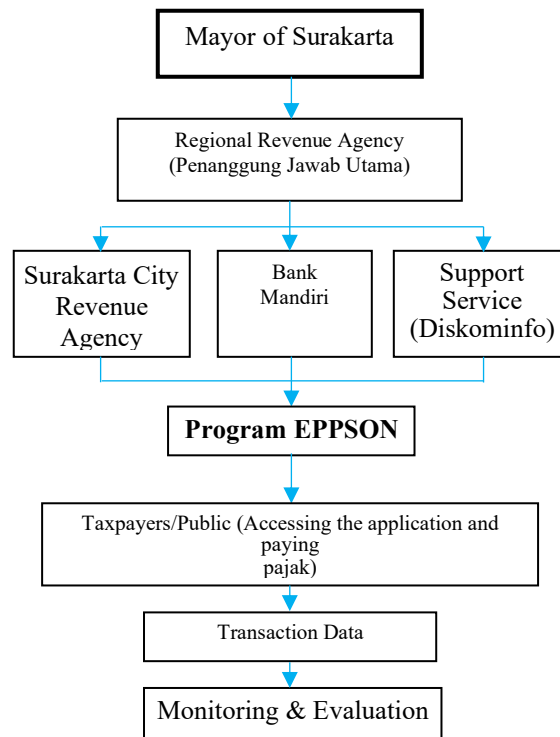 Mayor of Surakarta
Regional Revenue Agency
(Penanggung Jawab Utama)
Surakarta City
Revenue
Agency
Bank
Mandiri
Support
Service
(Diskominfo)
Program EPPSON
Taxpayers/Public (Accessing the application and
paying
pajak)
Transaction Data
Monitoring & Evaluation